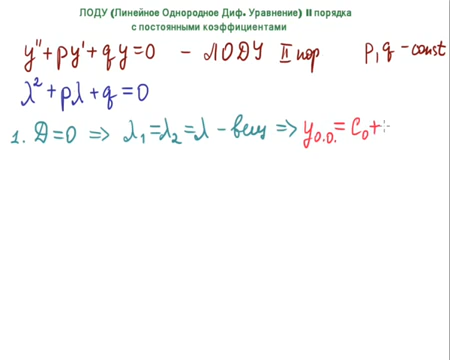 ЛОДУ (Линейное Однородное Диф. Уравнение) II порядка
с постоянными коэффициентами
y'' + py' + qy = 0 – ЛОДУ II пор p, q – const
λ² + pλ + q = 0
1. D = 0 => λ₁ = λ₂ = λ – вещ => y₀.₀. = C₀ +